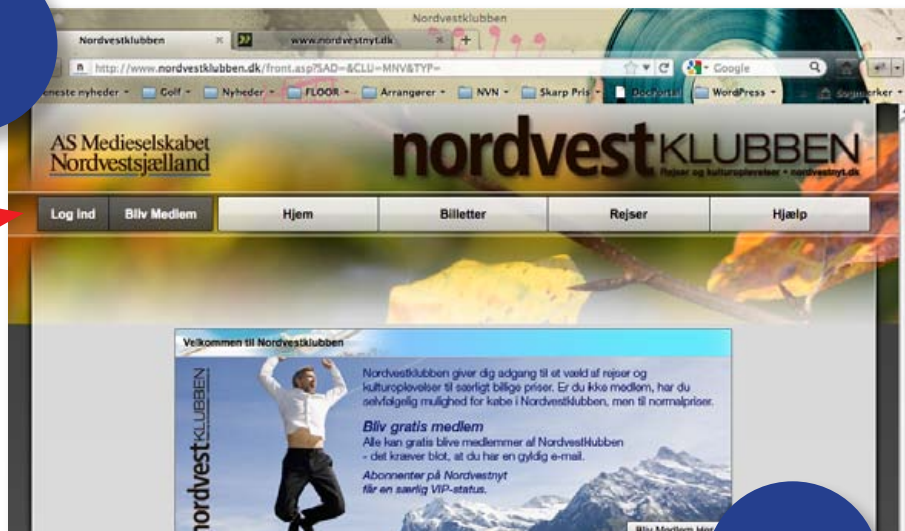 Nordvestklubben
Nordvestklubben × www.nordvestnyt.dk × +
http://www.nordvestklubben.dk/front.asp?SAD=&CLU=MNV&TYP=
Google
eneste nyheder Golf Nyheder FLOOR Arrangører NVN Skarp Pris DocPortal WordPress
AS Medieselskabet
Nordvestsjælland
nordvestKLUBBEN
Rejser og kulturoplevelser • nordvestnyt.dk
Log Ind Bliv Medlem Hjem Billetter Rejser Hjælp
Velkommen til Nordvestklubben
nordvestKLUBBEN
Nordvestklubben giver dig adgang til et væld af rejser og
kulturoplevelser til særligt billige priser. Er du ikke medlem, har du
selvfølgelig mulighed for købe i Nordvestklubben, men til normalpriser.
Bliv gratis medlem
Alle kan gratis blive medlemmer af Nordvestklubben
- det kræver blot, at du har en gyldig e-mail.
Abonnenter på Nordvestnyt
får en særlig VIP-status.
Bliv Medlem Her